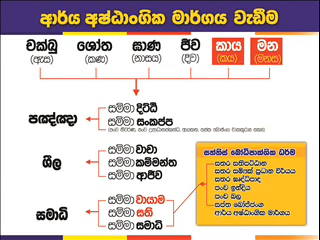 ආර්ය අෂ්ඨාංගික මාර්ගය වැඩීම
චක්ඛු ශෝත ඝාණ ජීව කාය මන
(ඇස) (කණ) (නාසය) (දිව) (කය) (මනස)
පඤ්ඤා
සම්මා දිට්ඨි
සම්මා සංකප්ප
ශීල
සම්මා වාචා
සම්මා කම්මන්ත
සම්මා ආජීව
සමාධි
සම්මා වායාම
සම්මා සති
සම්මා සමාධි
සත්තිස් බෝධිපාක්ෂික ධර්ම
සතර සතිපට්ඨාන
සතර සම්‍යක් ප්‍රධාන වීර්යය
සතර ඍද්ධිපාද
පංච ඉන්ද්‍රිය
පංච බල
සප්ත බොජ්ඣංග
ආර්ය අෂ්ඨාංගික මාර්ගය